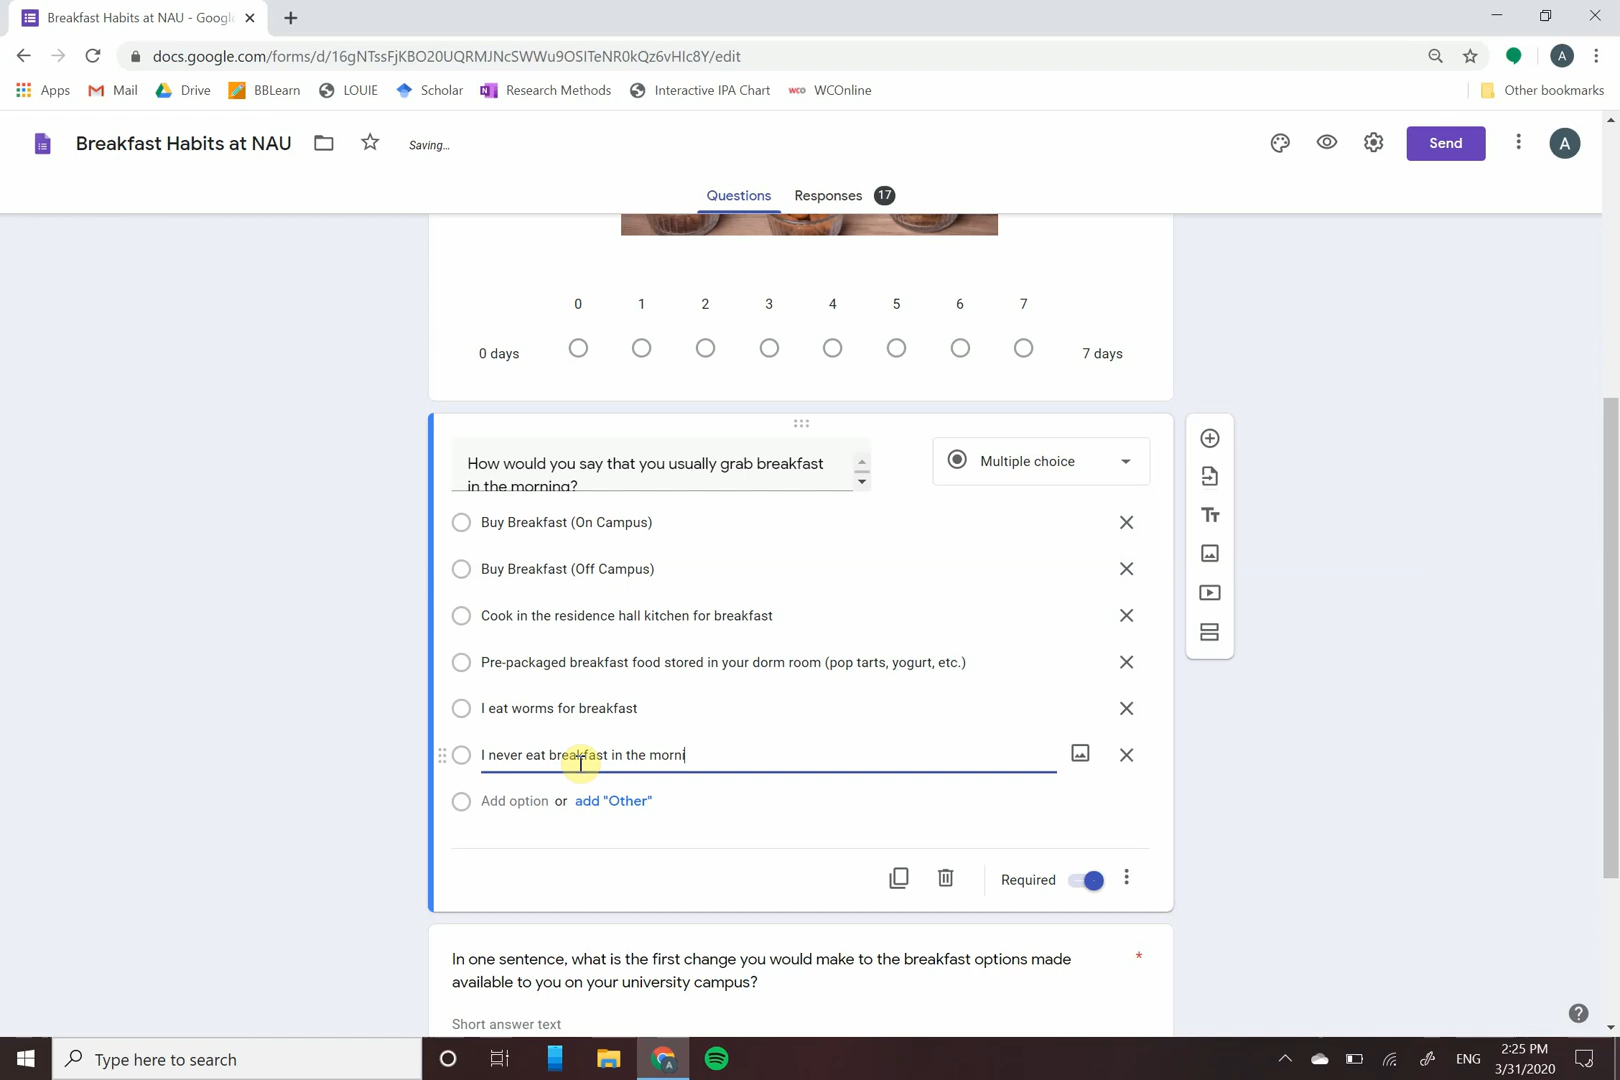 Breakfast Habits at NAU - Googl
docs.google.com/forms/d/16gNTssFjKBO20UQRMJNcSWWu9OSITeNR0kQz6vHIc8Y/edit
A
Apps
Mail
Drive
BBLearn
LOUIE
Scholar
Research Methods
Interactive IPA Chart
WCOnline
Other bookmarks
Breakfast Habits at NAU
Saving...
Send
A
Questions
Responses 17
0 1 2 3 4 5 6 7
0 days
7 days
How would you say that you usually grab breakfast
in the morning?
Multiple choice
Buy Breakfast (On Campus)
Buy Breakfast (Off Campus)
Cook in the residence hall kitchen for breakfast
Pre-packaged breakfast food stored in your dorm room (pop tarts, yogurt, etc.)
I eat worms for breakfast
I never eat breakfast in the morni
Add option or add "Other"
Required
In one sentence, what is the first change you would make to the breakfast options made *
available to you on your university campus?
Short answer text
Type here to search
ENG
2:25 PM
3/31/2020